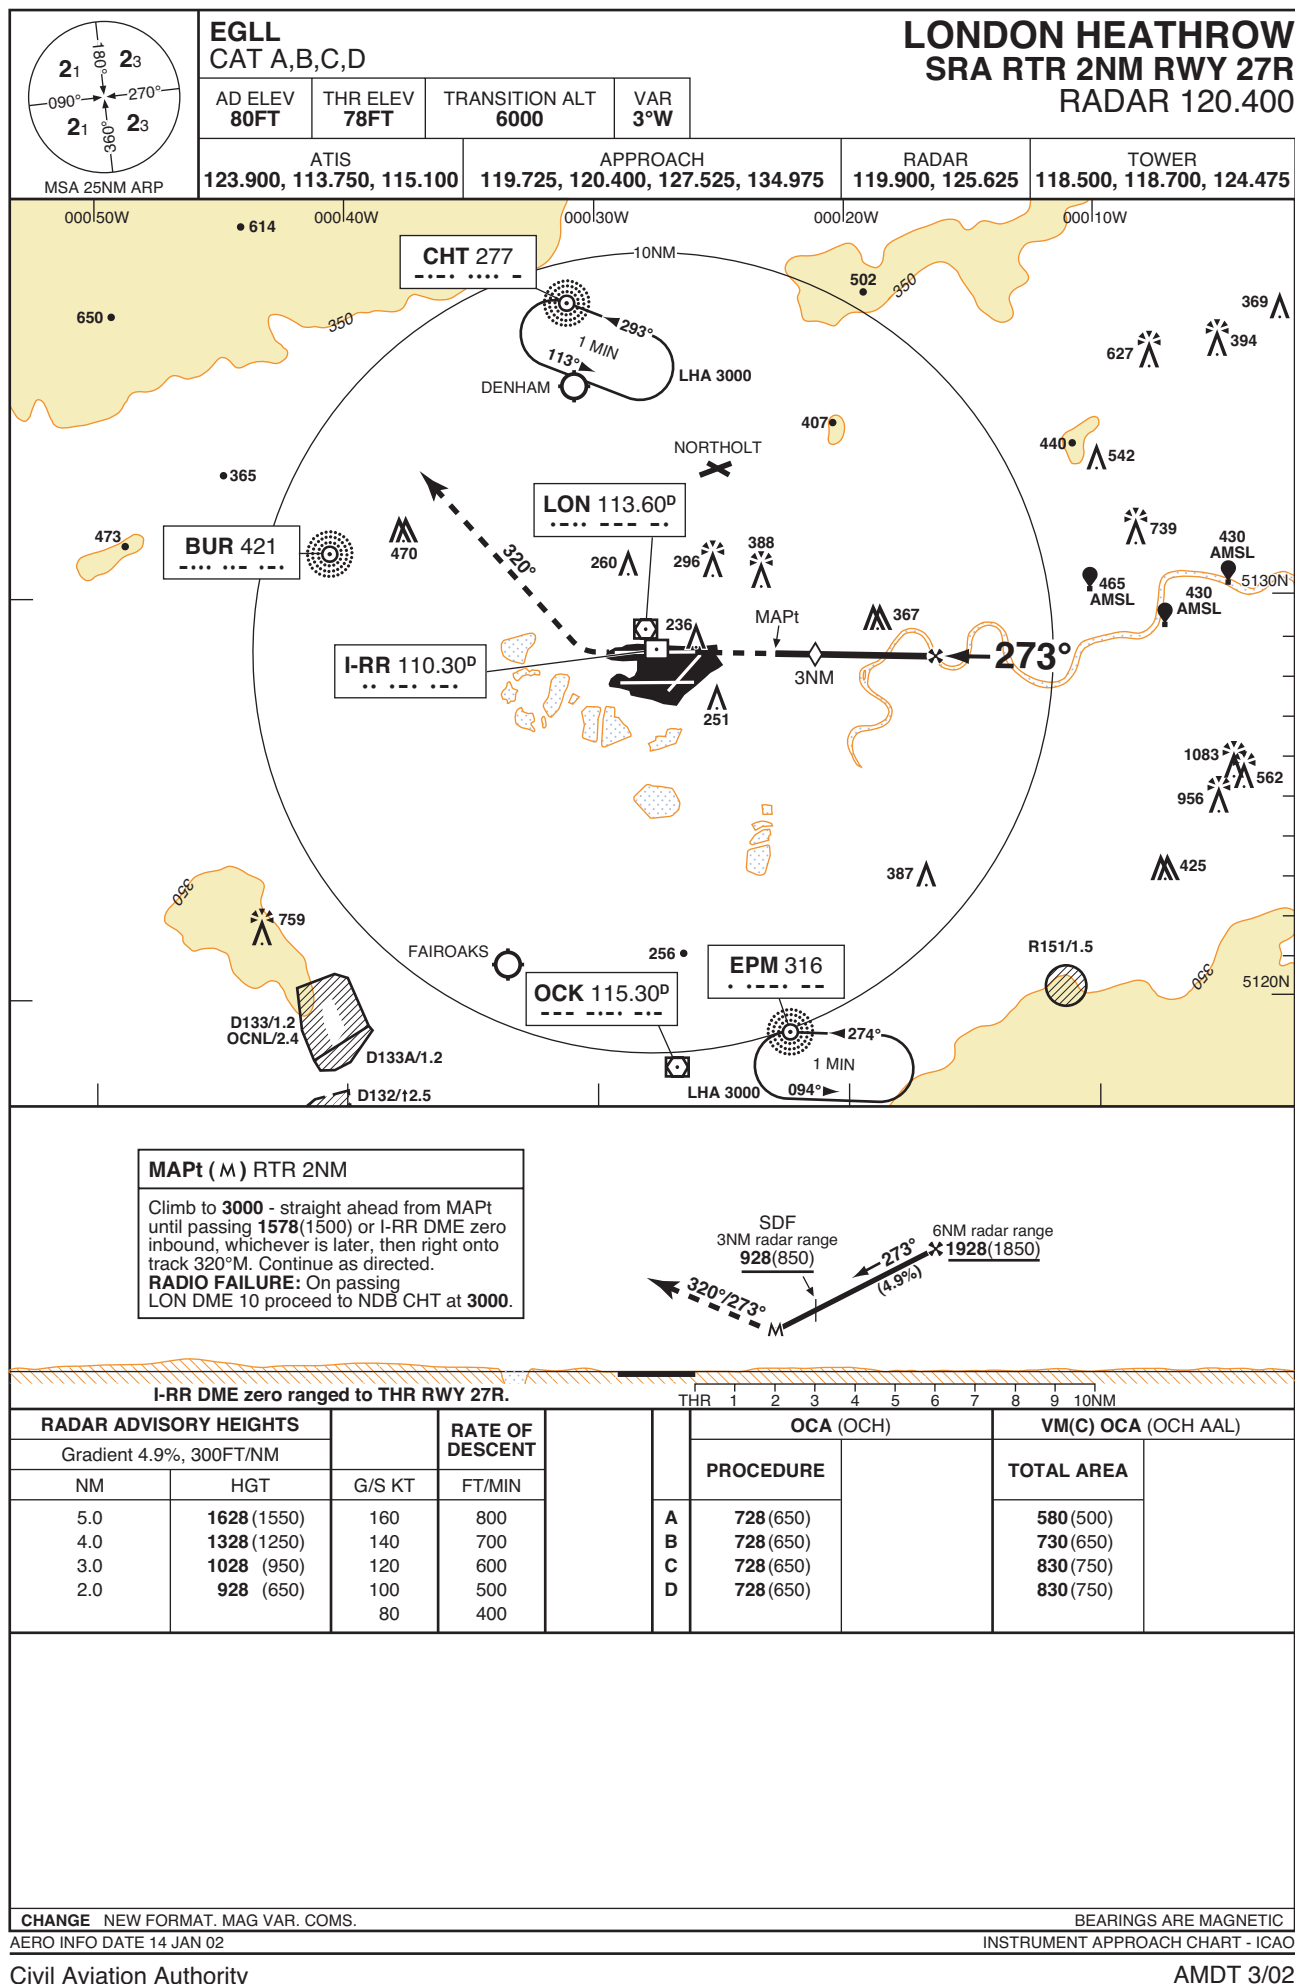 EGLL
CAT A,B,C,D
LONDON HEATHROW
SRA RTR 2NM RWY 27R
RADAR 120.400
AD ELEV
80FT
THR ELEV
78FT
TRANSITION ALT
6000
VAR
3°W
180°
21
23
090°
270°
21
23
360°
MSA 25NM ARP
ATIS
123.900, 113.750, 115.100
APPROACH
119.725, 120.400, 127.525, 134.975
RADAR
119.900, 125.625
TOWER
118.500, 118.700, 124.475
000 50W
000 40W
000 30W
000 20W
000 10W
614
CHT 277
10NM
502
350
369
650
350
293°
1 MIN
113°
627
394
DENHAM
LHA 3000
407
440
542
NORTHOLT
365
LON 113.60D
473
BUR 421
470
320°
260
296
388
739
430
AMSL
465
AMSL
5130N
430
AMSL
236
MAPt
367
I-RR 110.30D
3NM
273°
251
1083
562
956
387
425
350
759
FAIROAKS
256
EPM 316
R151/1.5
350
5120N
OCK 115.30D
D133/1.2
OCNL/2.4
D133A/1.2
274°
1 MIN
D132/†2.5
LHA 3000
094°
MAPt (M) RTR 2NM
Climb to 3000 - straight ahead from MAPt
until passing 1578(1500) or I-RR DME zero
inbound, whichever is later, then right onto
track 320°M. Continue as directed.
RADIO FAILURE: On passing
LON DME 10 proceed to NDB CHT at 3000.
SDF
3NM radar range
928(850)
6NM radar range
1928(1850)
273°
(4.9%)
320°/273°
M
I-RR DME zero ranged to THR RWY 27R.
THR 1 2 3 4 5 6 7 8 9 10NM
RADAR ADVISORY HEIGHTS
Gradient 4.9%, 300FT/NM
NM HGT G/S KT
RATE OF
DESCENT
FT/MIN
OCA (OCH)
PROCEDURE
VM(C) OCA (OCH AAL)
TOTAL AREA
5.0 1628 (1550) 160 800 A 728 (650) 580 (500)
4.0 1328 (1250) 140 700 B 728 (650) 730 (650)
3.0 1028 (950) 120 600 C 728 (650) 830 (750)
2.0 928 (650) 100 500 D 728 (650) 830 (750)
80 400
CHANGE NEW FORMAT. MAG VAR. COMS.
BEARINGS ARE MAGNETIC
AERO INFO DATE 14 JAN 02
INSTRUMENT APPROACH CHART - ICAO
Civil Aviation Authority
AMDT 3/02